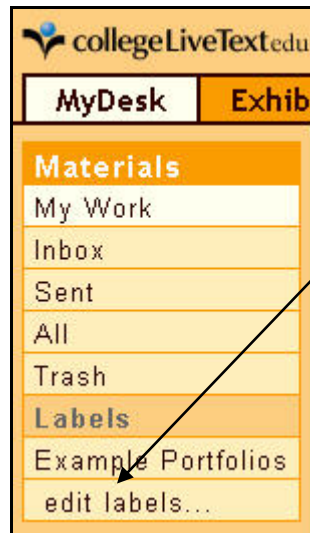 collegeLiveTextedu
MyDesk Exhib
Materials
My Work
Inbox
Sent
All
Trash
Labels
Example Portfolios
edit labels...